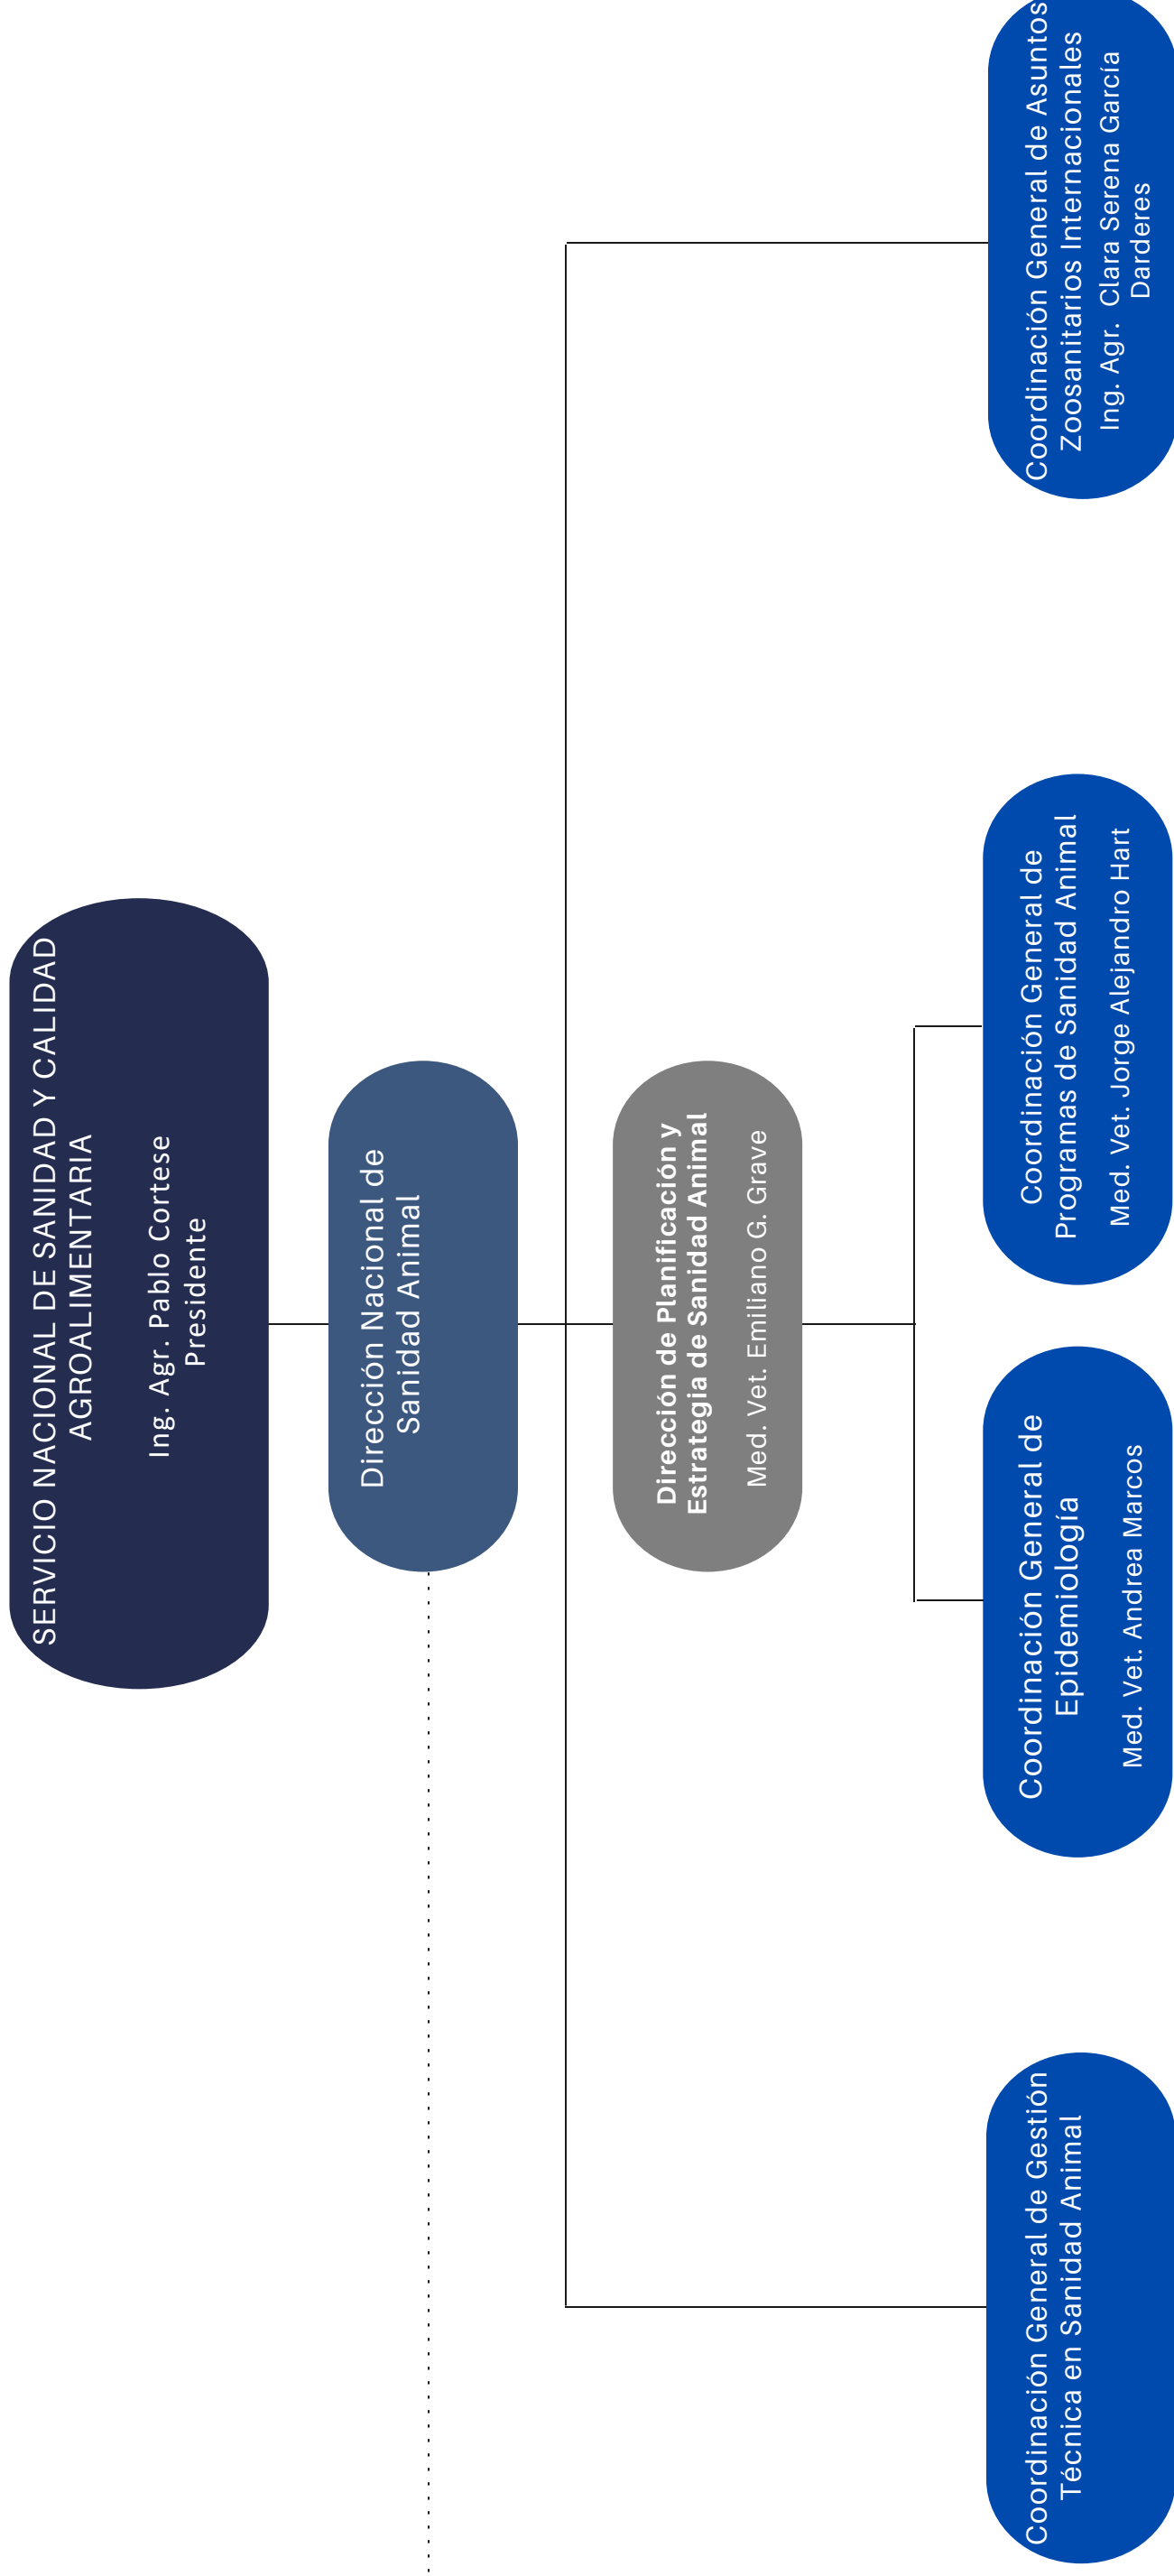 SERVICIO NACIONAL DE SANIDAD Y CALIDAD
AGROALIMENTARIA
Ing. Agr. Pablo Cortese
Presidente
Dirección Nacional de
Sanidad Animal
Dirección de Planificación y
Estrategia de Sanidad Animal
Med. Vet. Emiliano G. Grave
Coordinación General de Gestión
Técnica en Sanidad Animal
Coordinación General de
Epidemiología
Med. Vet. Andrea Marcos
Coordinación General de
Programas de Sanidad Animal
Med. Vet. Jorge Alejandro Hart
Coordinación General de Asuntos
Zoosanitarios Internacionales
Ing. Agr. Clara Serena García
Darderes